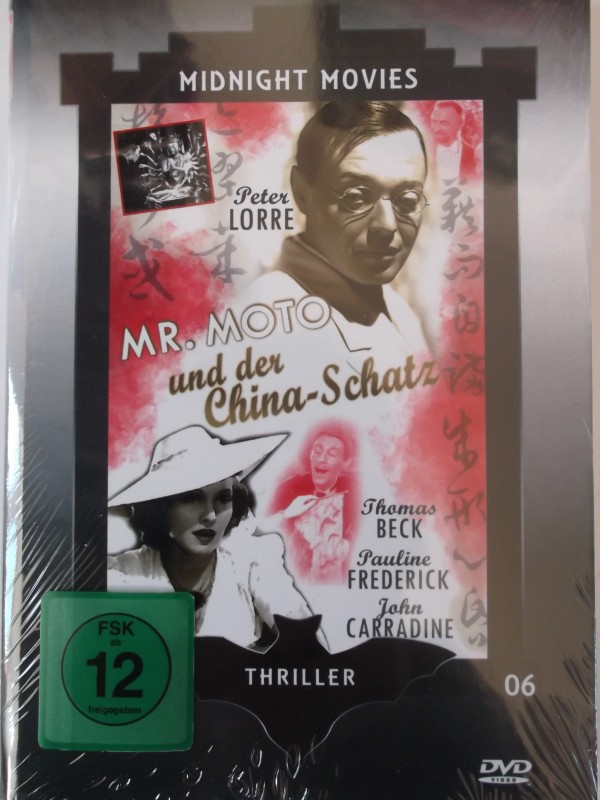 MIDNIGHT MOVIES
Peter
LORRE
MR. MOTO
und der
China-Schatz
Thomas
BECK
Pauline
FREDERICK
John
CARRADINE
FSK
ab
12
freigegeben
THRILLER
06
DVD
VIDEO